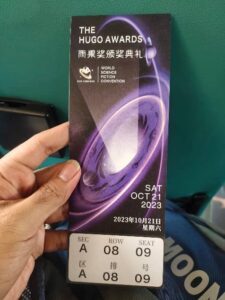 THE
HUGO AWARDS
雨果奖颁奖典礼
WORLD
SCIENCE
FICTION
CONVENTION
SAT
OCT 21
2023
2023年10月21日
星期六
SEC ROW SEAT
A 08 09
区 排 号
A 08 09
MOON